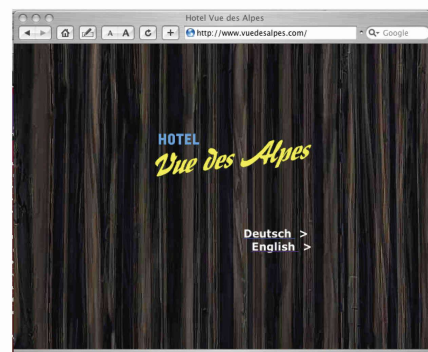 Hotel Vue des Alpes
A A C +
http://www.vuedesalpes.com/
Q- Google
HOTEL
Vue des Alpes
Deutsch >
English >